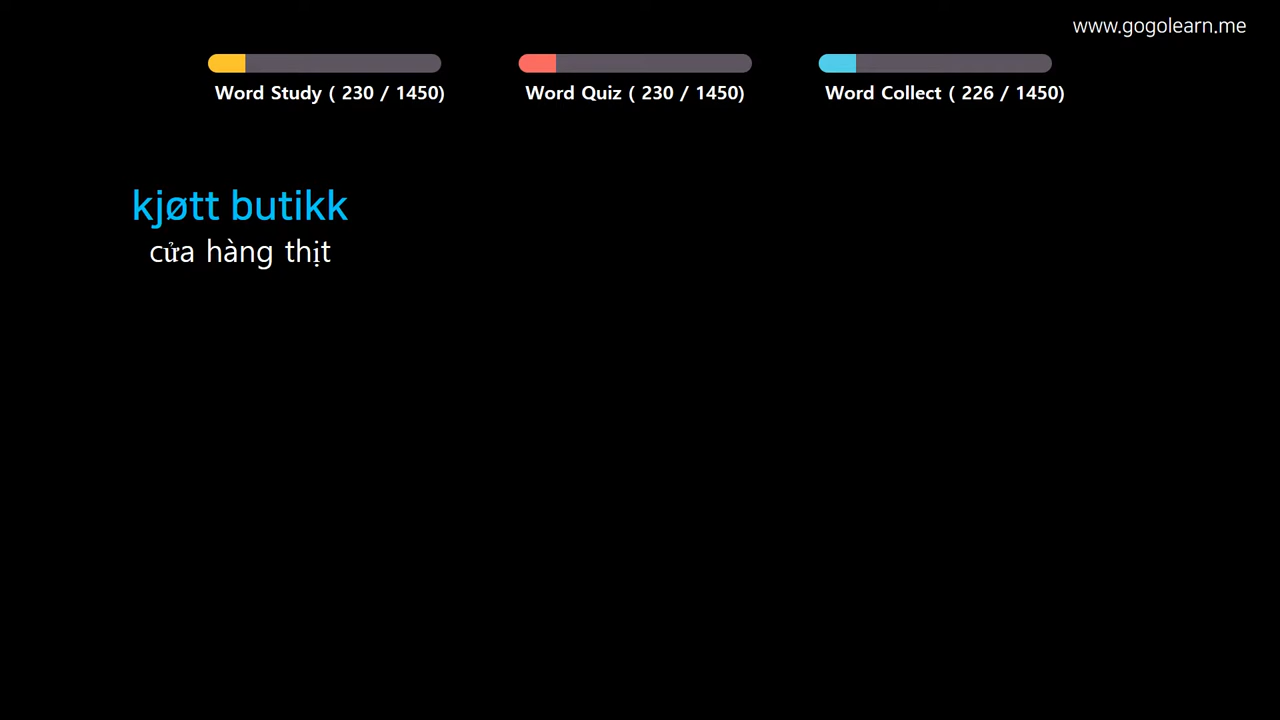 www.gogolearn.me
Word Study ( 230 / 1450)
Word Quiz ( 230 / 1450)
Word Collect ( 226 / 1450)
kjøtt butikk
cửa hàng thịt